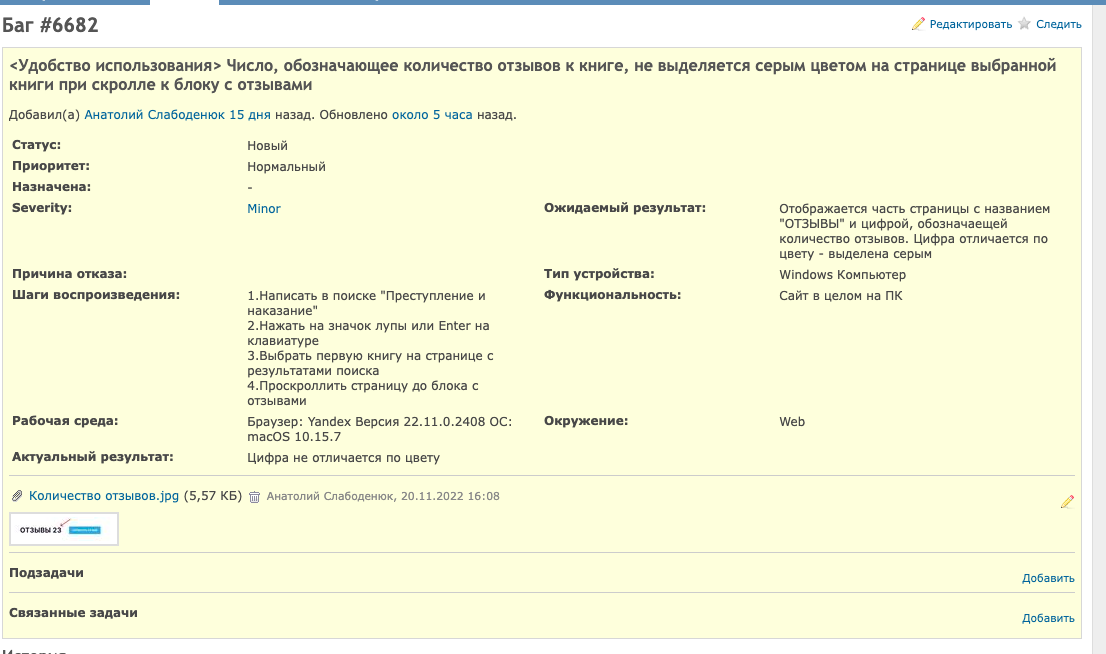 Баг #6682
Редактировать Следить
<Удобство использования> Число, обозначающее количество отзывов к книге, не выделяется серым цветом на странице выбранной
книги при скролле к блоку с отзывами
Добавил(а) Анатолий Слабоденюк 15 дня назад. Обновлено около 5 часа назад.
Статус: Новый
Приоритет: Нормальный
Назначена: -
Severity: Minor
Ожидаемый результат: Отображается часть страницы с названием
"ОТЗЫВЫ" и цифрой, обозначаещей
количество отзывов. Цифра отличается по
цвету - выделена серым
Причина отказа:
Тип устройства: Windows Компьютер
Шаги воспроизведения: 1.Написать в поиске "Преступление и
наказание"
2.Нажать на значок лупы или Enter на
клавиатуре
3.Выбрать первую книгу на странице с
результатами поиска
4.Проскроллить страницу до блока с
отзывами
Функциональность: Сайт в целом на ПК
Рабочая среда: Браузер: Yandex Версия 22.11.0.2408 ОС:
macOS 10.15.7
Окружение: Web
Актуальный результат: Цифра не отличается по цвету
Количество отзывов.jpg (5,57 КБ) Анатолий Слабоденюк, 20.11.2022 16:08
ОТЗЫВЫ 23
Подзадачи
Добавить
Связанные задачи
Добавить